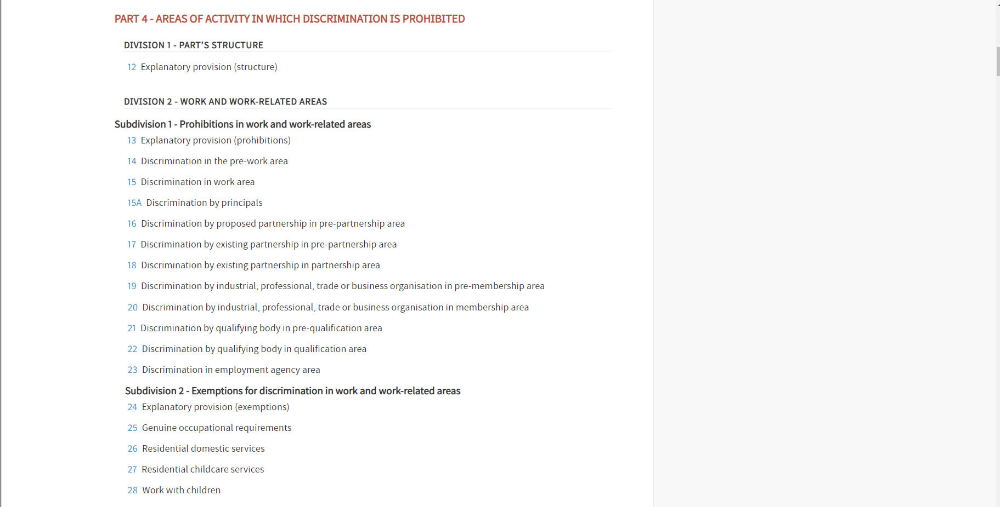 PART 4 - AREAS OF ACTIVITY IN WHICH DISCRIMINATION IS PROHIBITED
DIVISION 1 - PART’S STRUCTURE
12 Explanatory provision (structure)
DIVISION 2 - WORK AND WORK-RELATED AREAS
Subdivision 1 - Prohibitions in work and work-related areas
13 Explanatory provision (prohibitions)
14 Discrimination in the pre-work area
15 Discrimination in work area
15A Discrimination by principals
16 Discrimination by proposed partnership in pre-partnership area
17 Discrimination by existing partnership in pre-partnership area
18 Discrimination by existing partnership in partnership area
19 Discrimination by industrial, professional, trade or business organisation in pre-membership area
20 Discrimination by industrial, professional, trade or business organisation in membership area
21 Discrimination by qualifying body in pre-qualification area
22 Discrimination by qualifying body in qualification area
23 Discrimination in employment agency area
Subdivision 2 - Exemptions for discrimination in work and work-related areas
24 Explanatory provision (exemptions)
25 Genuine occupational requirements
26 Residential domestic services
27 Residential childcare services
28 Work with children